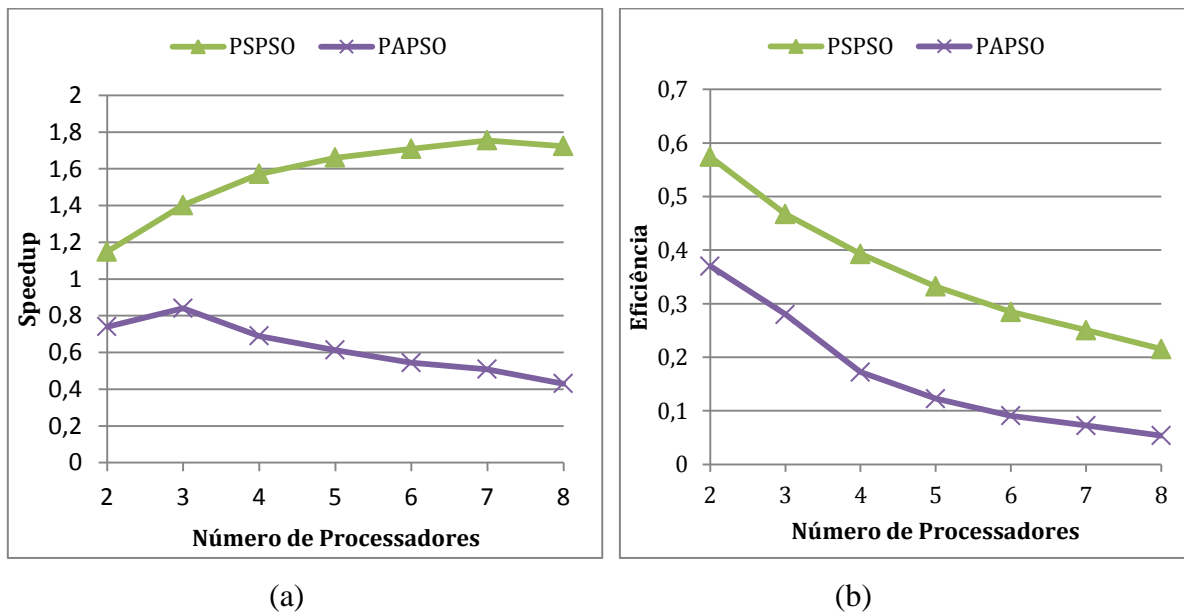 PSPSO PAPSO
2
1,8
1,6
1,4
1,2
1
0,8
0,6
0,4
0,2
0
Speedup
2 3 4 5 6 7 8
Número de Processadores
(a)
PSPSO PAPSO
0,7
0,6
0,5
0,4
0,3
0,2
0,1
0
Eficiência
2 3 4 5 6 7 8
Número de Processadores
(b)